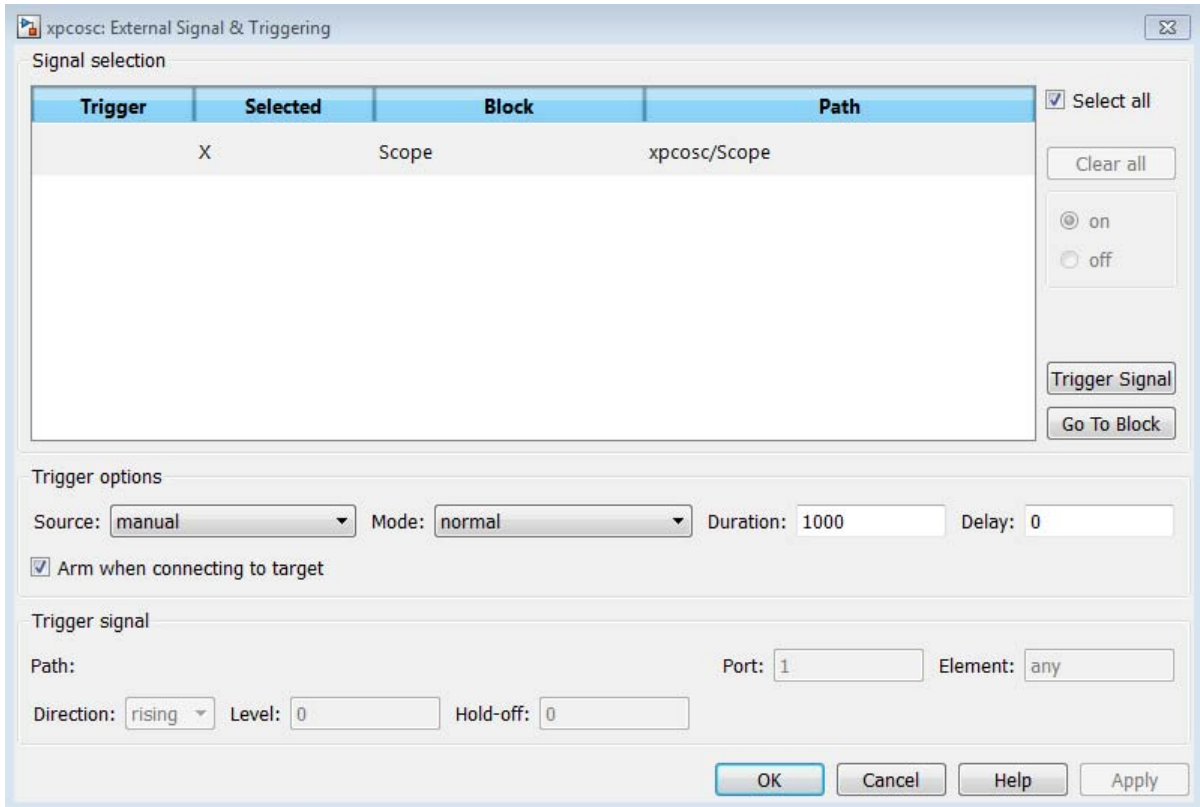 xpcosc: External Signal & Triggering
Signal selection
Trigger Selected Block Path
X Scope xpcosc/Scope
Select all
Clear all
on
off
Trigger Signal
Go To Block
Trigger options
Source: manual Mode: normal Duration: 1000 Delay: 0
Arm when connecting to target
Trigger signal
Path: Port: 1 Element: any
Direction: rising Level: 0 Hold-off: 0
OK Cancel Help Apply